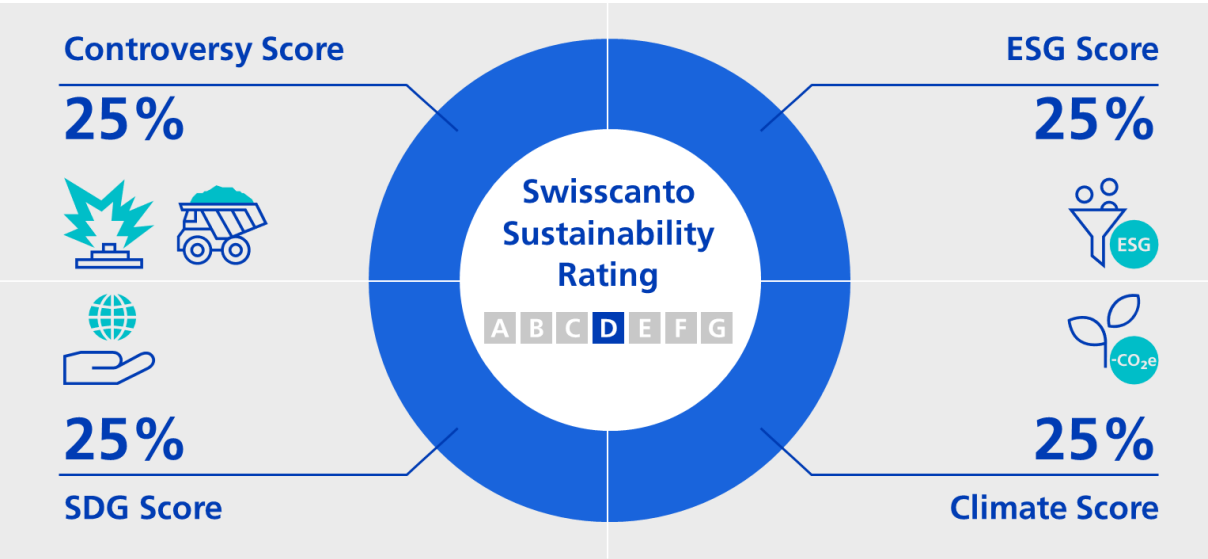 Controversy Score
25%
ESG Score
25%
Swisscanto
Sustainability
Rating
A B C D E F G
ESG
-CO₂e
25%
SDG Score
25%
Climate Score